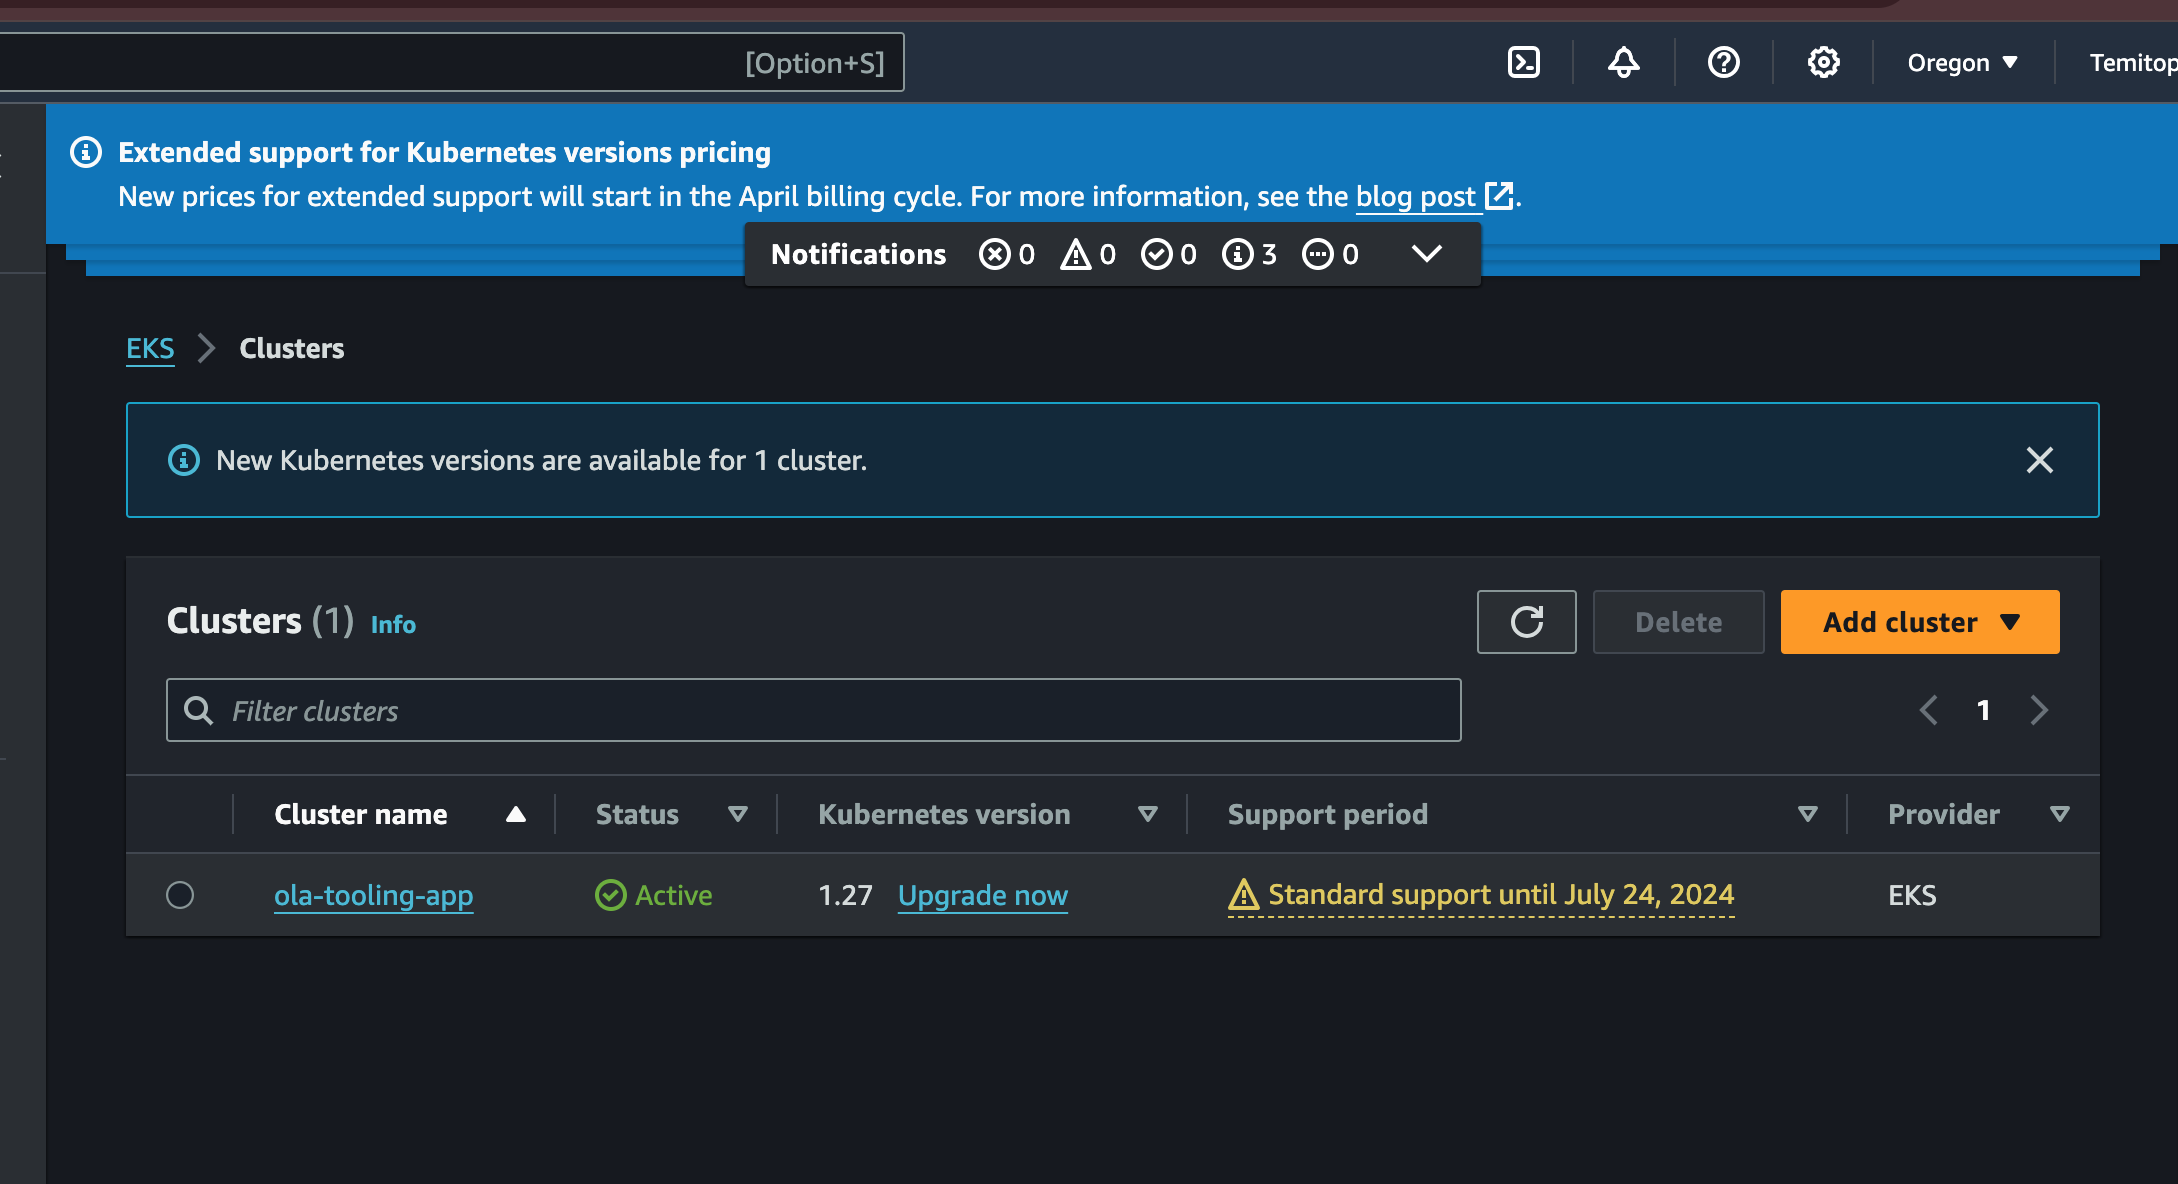 [Option+S]
Oregon
Temitop
Extended support for Kubernetes versions pricing
New prices for extended support will start in the April billing cycle. For more information, see the blog post.
Notifications 0 0 0 3 0
EKS Clusters
New Kubernetes versions are available for 1 cluster.
Clusters (1) Info
Delete
Add cluster
Filter clusters
1
Cluster name Status Kubernetes version Support period Provider
ola-tooling-app Active 1.27 Upgrade now Standard support until July 24, 2024 EKS